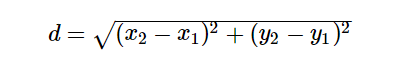 d = √(x₂ − x₁)² + (y₂ − y₁)²